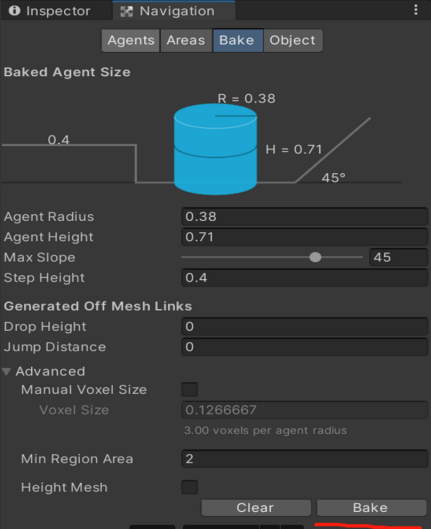 Inspector Navigation
Agents Areas Bake Object
Baked Agent Size
R = 0.38
0.4
H = 0.71
45°
Agent Radius 0.38
Agent Height 0.71
Max Slope 45
Step Height 0.4
Generated Off Mesh Links
Drop Height 0
Jump Distance 0
Advanced
Manual Voxel Size
Voxel Size 0.1266667
3.00 voxels per agent radius
Min Region Area 2
Height Mesh
Clear Bake